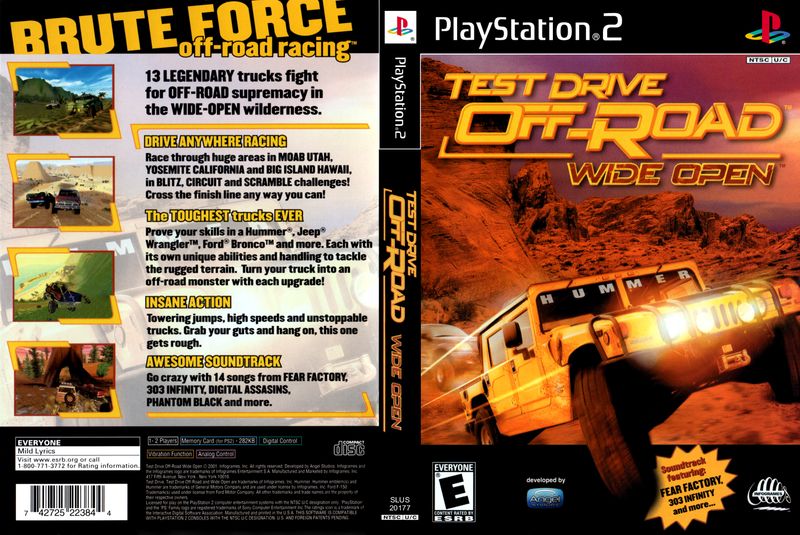 BRUTE FORCE
off-road racing™
13 LEGENDARY trucks fight
for OFF-ROAD supremacy in
the WIDE-OPEN wilderness.
DRIVE ANYWHERE RACING
Race through huge areas in MOAB UTAH,
YOSEMITE CALIFORNIA and BIG ISLAND HAWAII,
in BLITZ, CIRCUIT and SCRAMBLE challenges!
Cross the finish line any way you can!
The TOUGHEST trucks EVER
Prove your skills in a Hummer®, Jeep®
Wrangler™, Ford® Bronco™ and more. Each with
its own unique abilities and handling to tackle
the rugged terrain. Turn your truck into an
off-road monster with each upgrade!
INSANE ACTION
Towering jumps, high speeds and unstoppable
trucks. Grab your guts and hang on, this one
gets rough.
AWESOME SOUNDTRACK
Go crazy with 14 songs from FEAR FACTORY,
303 INFINITY, DIGITAL ASSASINS,
PHANTOM BLACK and more.
EVERYONE
Mild Lyrics
Visit www.esrb.org or call
1-800-771-3772 for Rating information.
7 42725 22384 4
1-2 Players
Memory Card (for PS2) - 282KB
Digital Control
Vibration Function
Analog Control
COMPACT
disc
PlayStation.2
TEST DRIVE
OFF-ROAD
WIDE OPEN
SLUS
20177
NTSC U/C
PlayStation®2
NTSC U/C
TEST DRIVE
OFF-ROAD™
WIDE OPEN™
HUMMER
EVERYONE
E
CONTENT RATED BY
ESRB
developed by
Angel
Soundtrack
featuring:
FEAR FACTORY,
303 INFINITY
and more...
INFOGRAMES